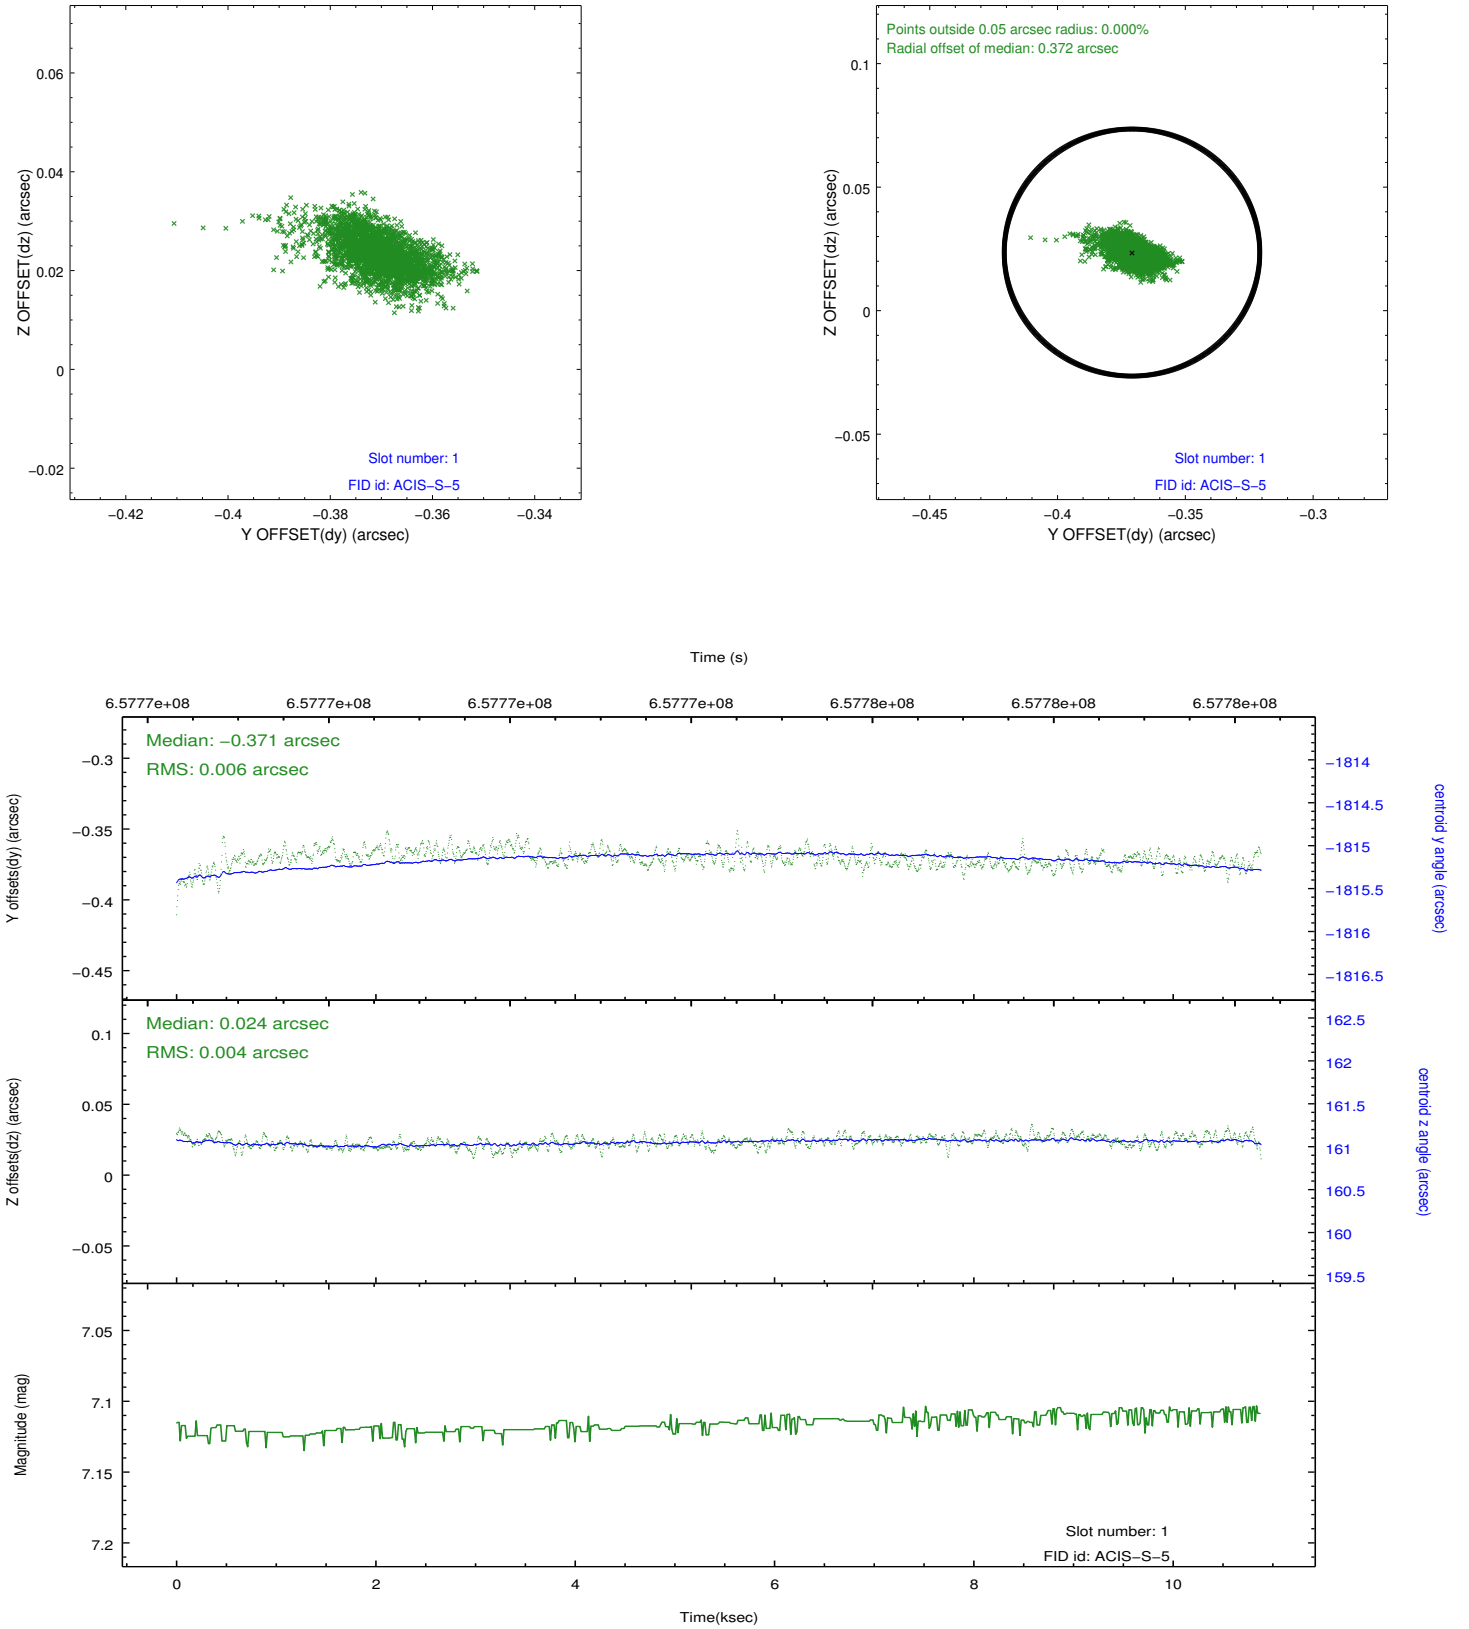 0.06
0.04
0.02
0
−0.02
Z OFFSET(dz) (arcsec)
Slot number: 1
FID id: ACIS−S−5
−0.42
−0.4
−0.38
−0.36
−0.34
Y OFFSET(dy) (arcsec)
Points outside 0.05 arcsec radius: 0.000%
Radial offset of median: 0.372 arcsec
0.1
0.05
0
−0.05
Z OFFSET(dz) (arcsec)
Slot number: 1
FID id: ACIS−S−5
−0.45
−0.4
−0.35
−0.3
Y OFFSET(dy) (arcsec)
Time (s)
6.5777e+08
6.5777e+08
6.5777e+08
6.5777e+08
6.5778e+08
6.5778e+08
6.5778e+08
Median: −0.371 arcsec
RMS: 0.006 arcsec
−0.3
−0.35
−0.4
−0.45
Y offsets(dy) (arcsec)
−1814
−1814.5
−1815
−1815.5
−1816
−1816.5
centroid y angle (arcsec)
Median: 0.024 arcsec
RMS: 0.004 arcsec
0.1
0.05
0
−0.05
Z offsets(dz) (arcsec)
162.5
162
161.5
161
160.5
160
159.5
centroid z angle (arcsec)
7.05
7.1
7.15
7.2
Magnitude (mag)
Slot number: 1
FID id: ACIS−S−5
0
2
4
6
8
10
Time(ksec)